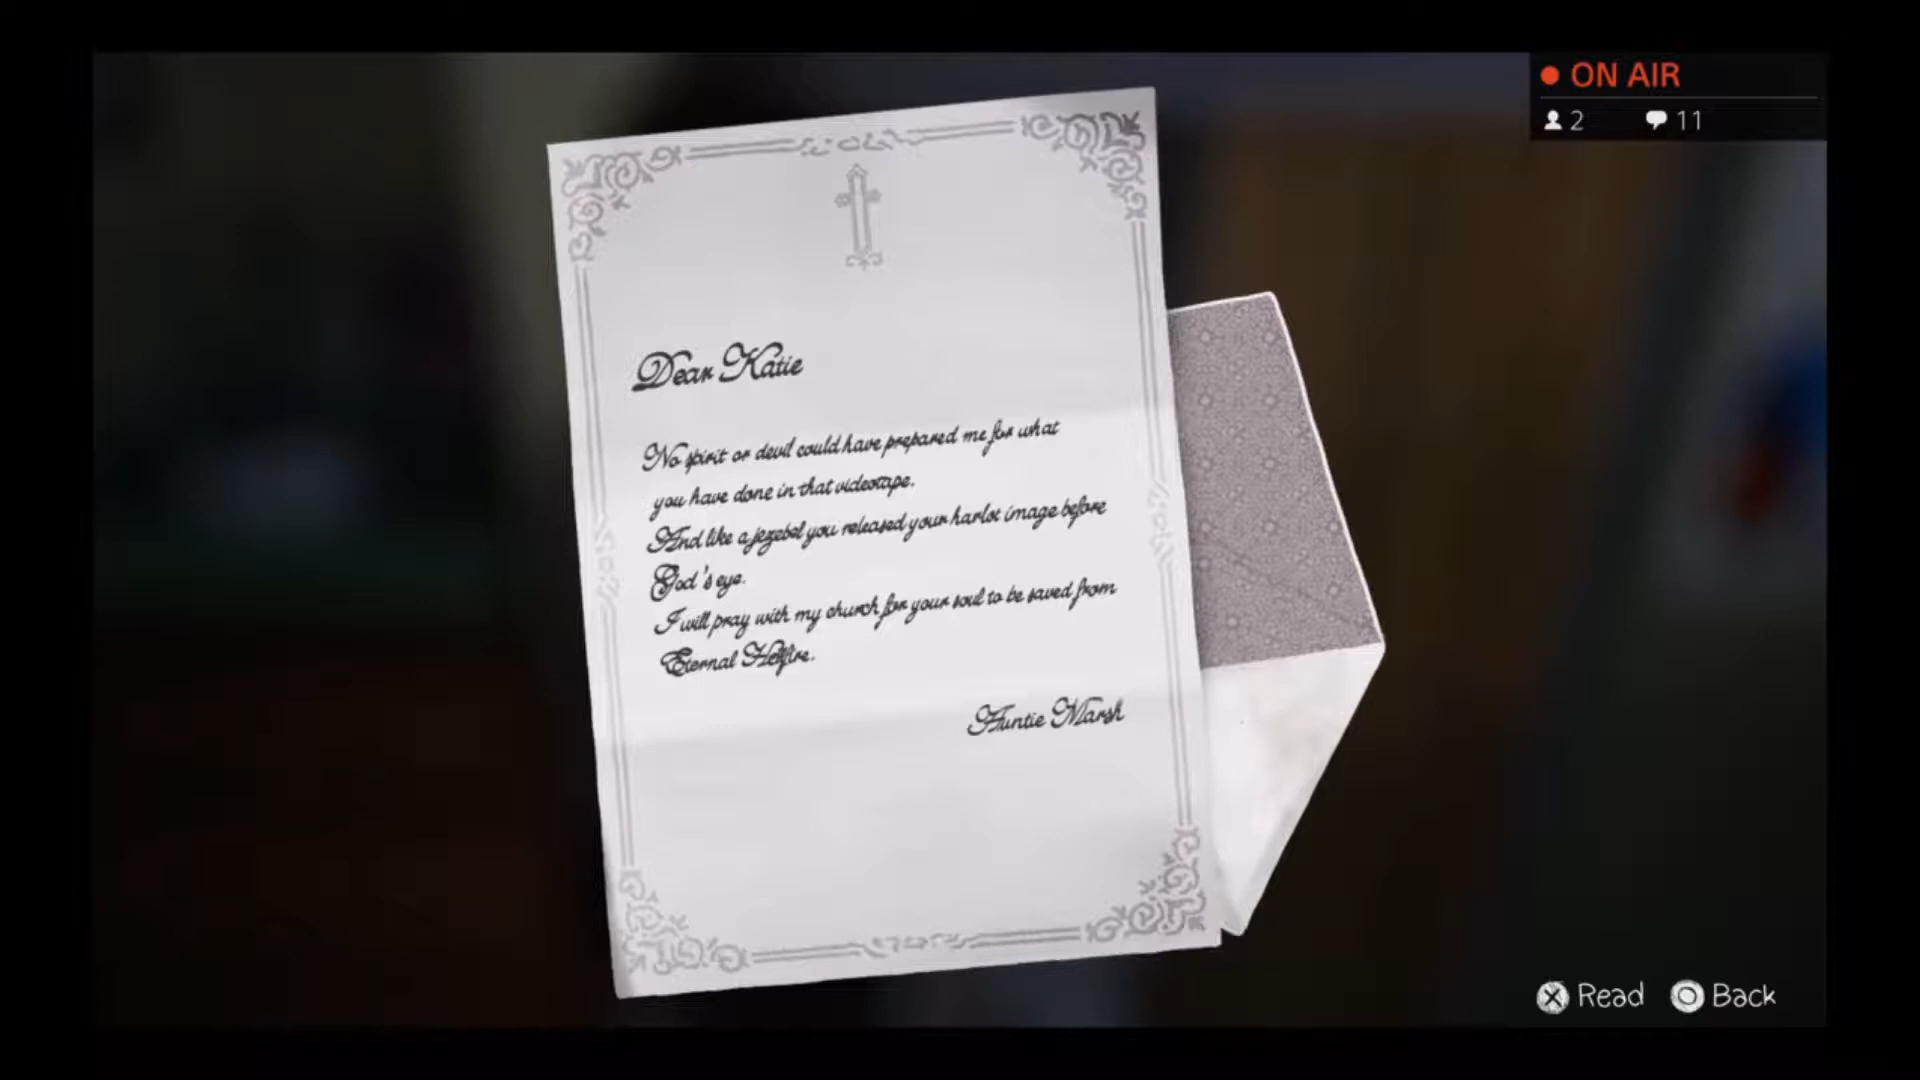 ON AIR
2 11
Dear Katie
No spirit or devil could have prepared me for what
you have done in that videotape.
And like a jezebel you released your harlot image before
God's eye.
I will pray with my church for your soul to be saved from
Eternal Hellfire.
Auntie Marsh
Read Back